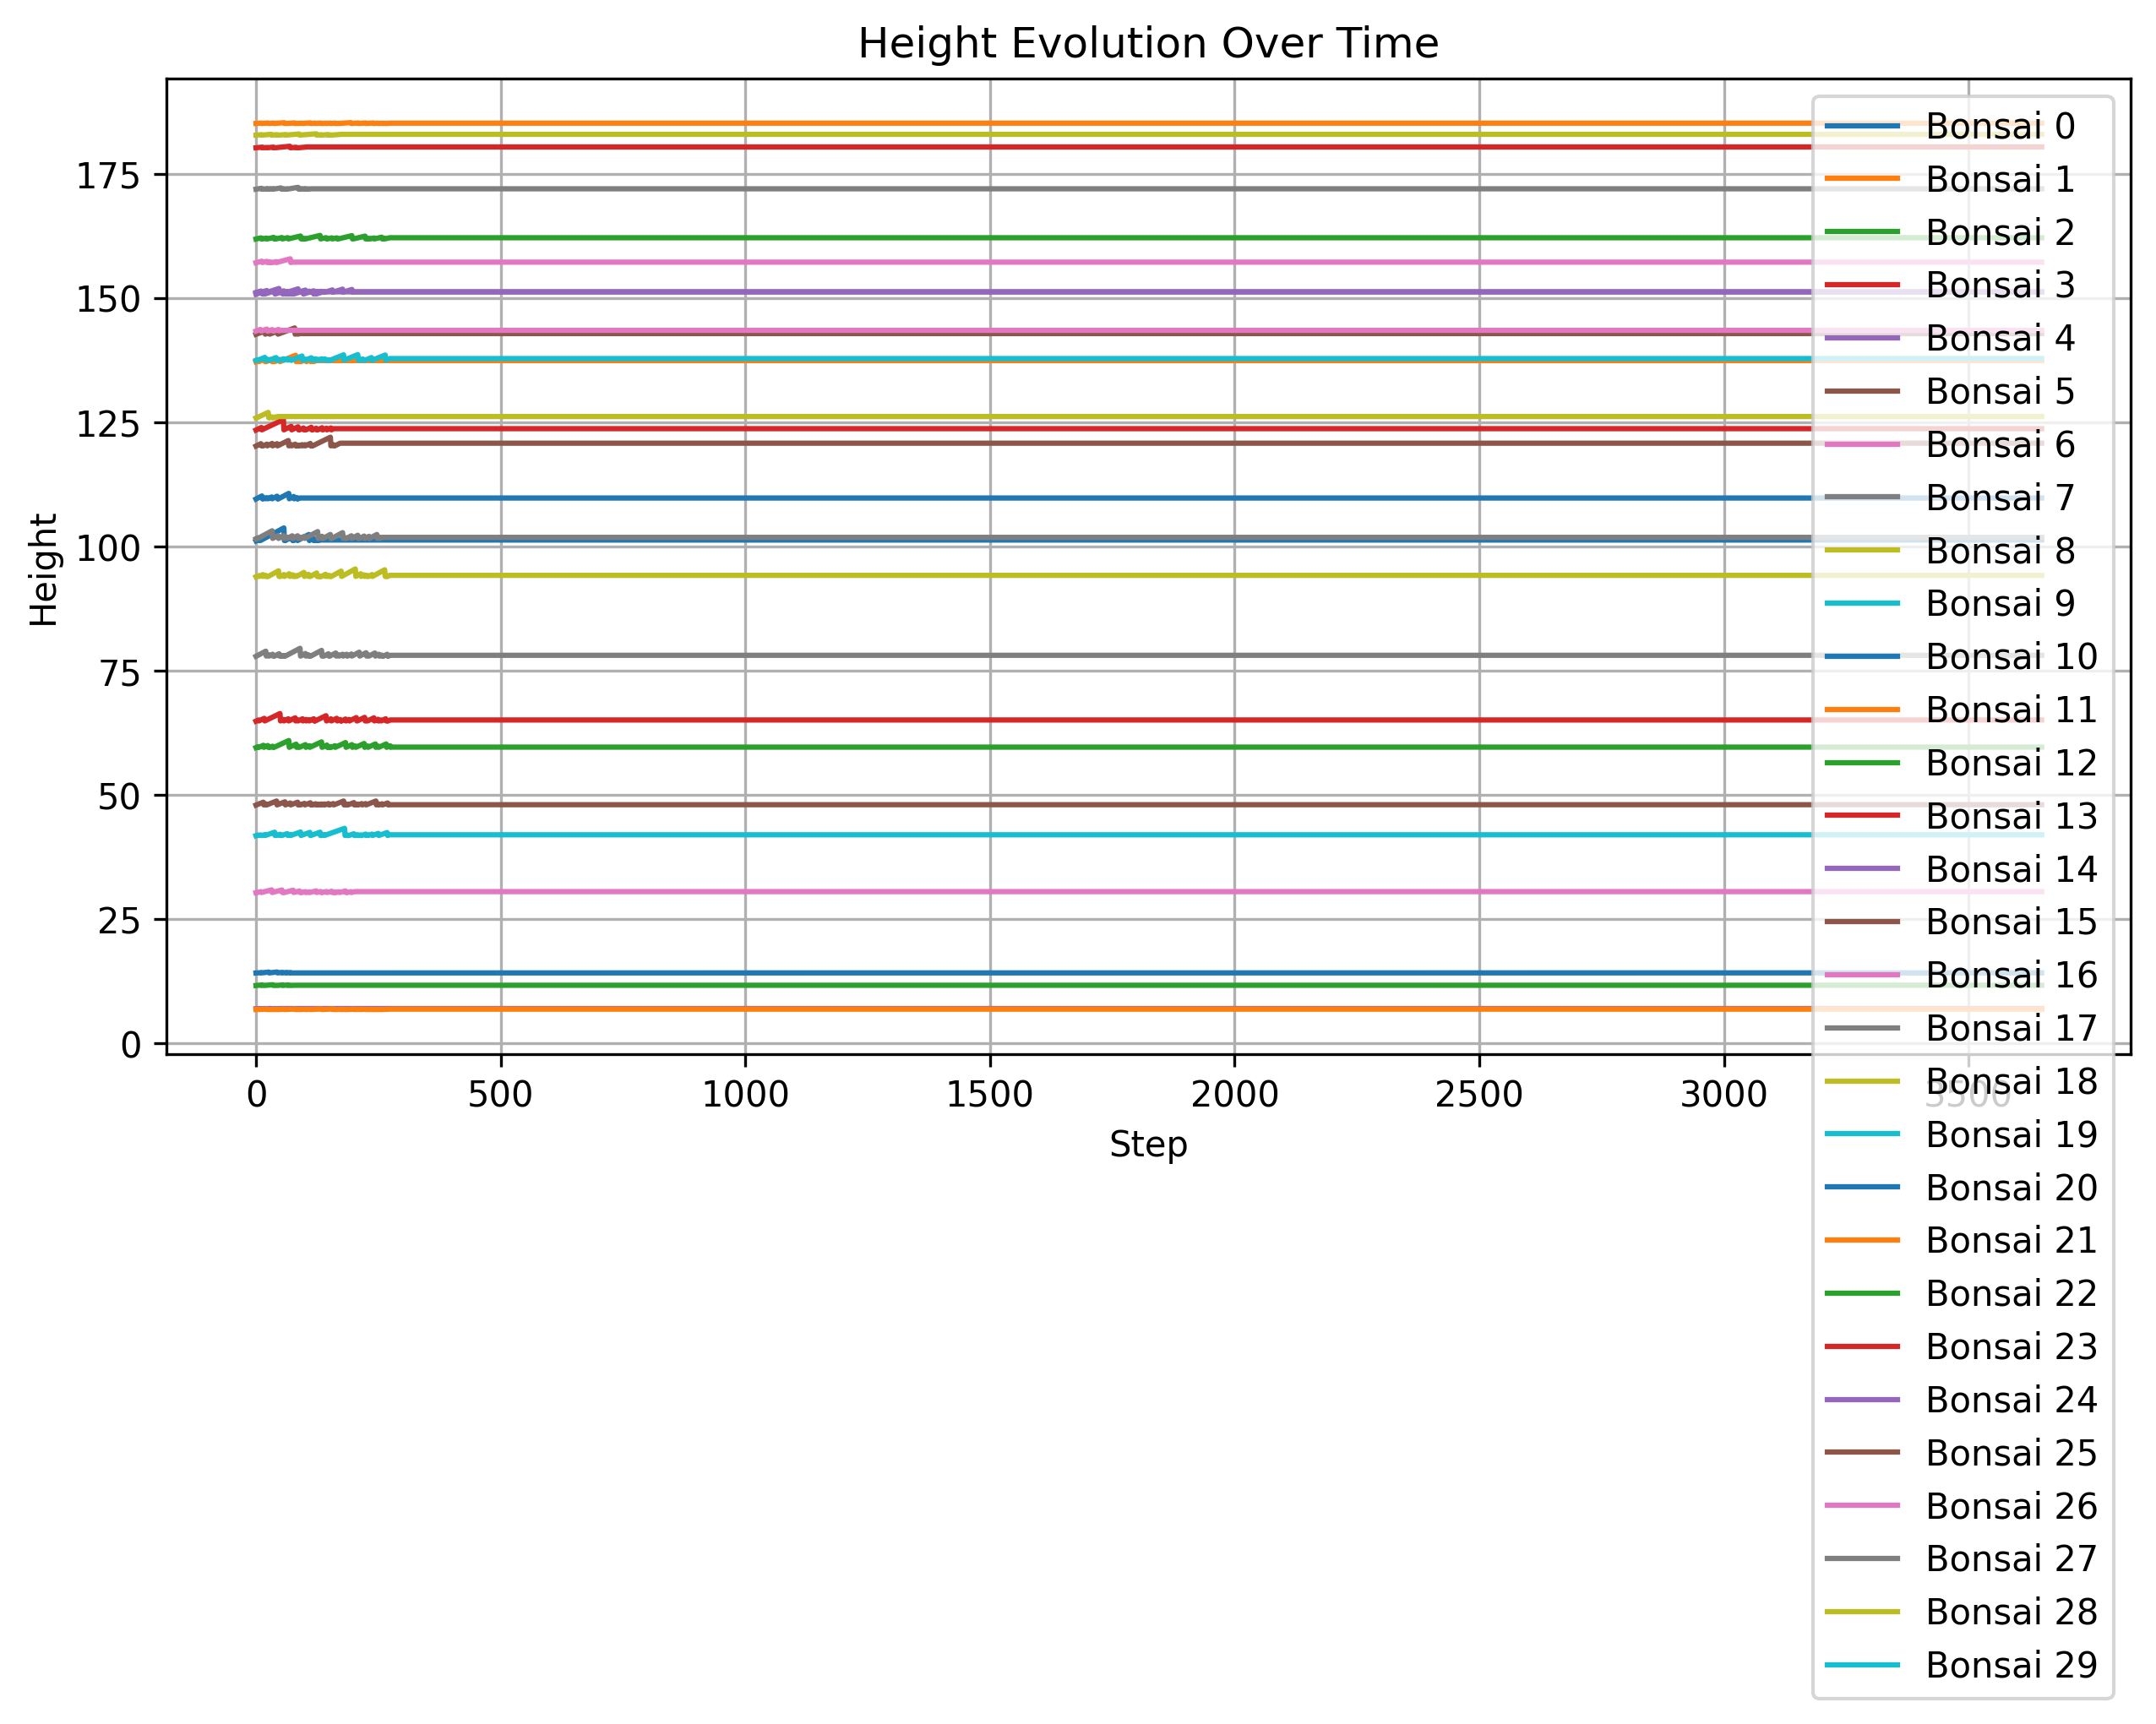 Height Evolution Over Time
Height
175
150
125
100
75
50
25
0
0 500 1000 1500 2000 2500 3000 3500
Step
Bonsai 0
Bonsai 1
Bonsai 2
Bonsai 3
Bonsai 4
Bonsai 5
Bonsai 6
Bonsai 7
Bonsai 8
Bonsai 9
Bonsai 10
Bonsai 11
Bonsai 12
Bonsai 13
Bonsai 14
Bonsai 15
Bonsai 16
Bonsai 17
Bonsai 18
Bonsai 19
Bonsai 20
Bonsai 21
Bonsai 22
Bonsai 23
Bonsai 24
Bonsai 25
Bonsai 26
Bonsai 27
Bonsai 28
Bonsai 29